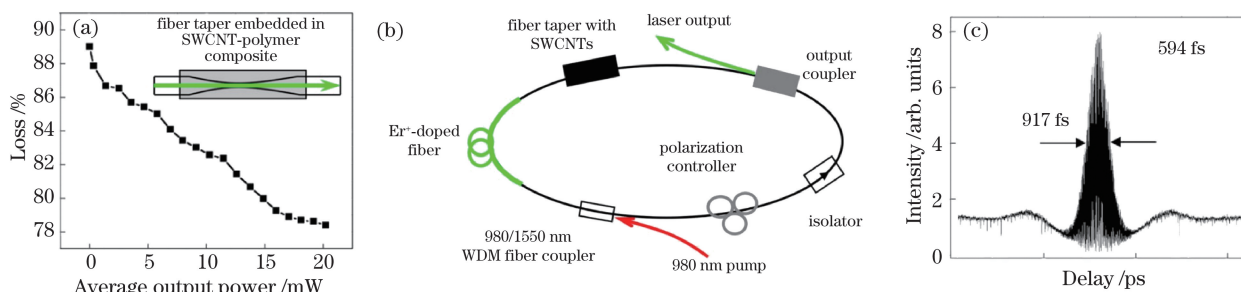 (a)
fiber taper embedded in
SWCNT-polymer
composite
Loss /%
90
88
86
84
82
80
78
0
5
10
15
20
Average output power /mW
(b)
laser output
fiber taper with
SWCNTs
output
coupler
Er⁺-doped
fiber
polarization
controller
isolator
980/1550 nm
WDM fiber coupler
980 nm pump
(c)
594 fs
917 fs
Intensity /arb. units
8
6
4
2
0
Delay /ps